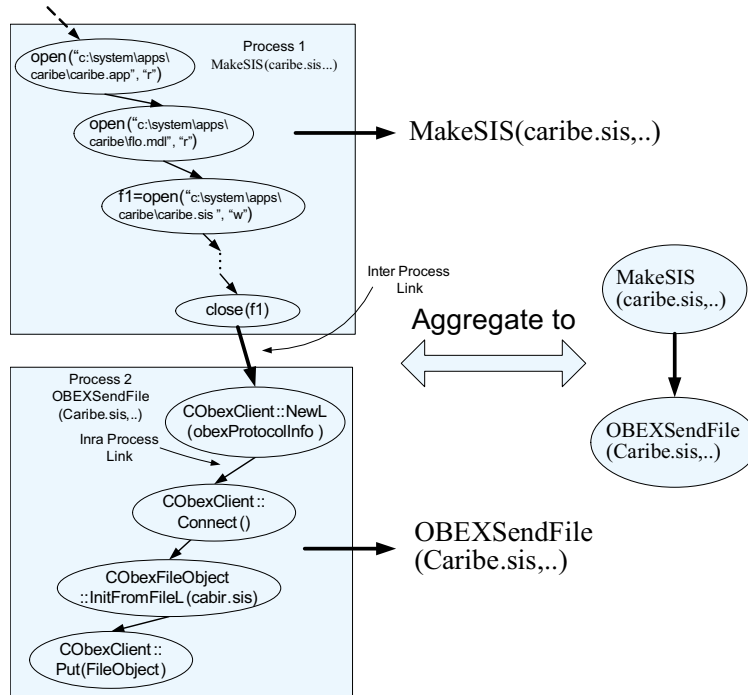 Process 1
MakeSIS(caribe.sis...)
open("c:\system\apps\
caribe\caribe.app", "r")
open("c:\system\apps\
caribe\flo.mdl", "r")
f1=open("c:\system\apps\
caribe\caribe.sis ", "w")
close(f1)
MakeSIS(caribe.sis,..)
Inter Process
Link
Aggregate to
MakeSIS
(caribe.sis,..)
OBEXSendFile
(Caribe.sis,..)
Process 2
OBEXSendFile
(Caribe.sis,..)
CObexClient::NewL
(obexProtocolInfo )
Inra Process
Link
CObexClient::
Connect()
CObexFileObject
::InitFromFileL(cabir.sis)
CObexClient::
Put(FileObject)
OBEXSendFile
(Caribe.sis,..)